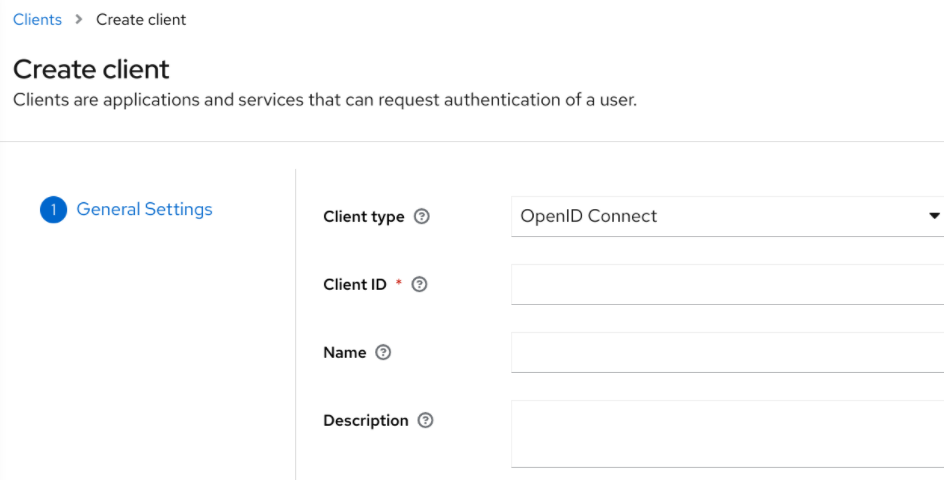 Clients > Create client
Create client
Clients are applications and services that can request authentication of a user.
1 General Settings
Client type
OpenID Connect
Client ID *
Name
Description